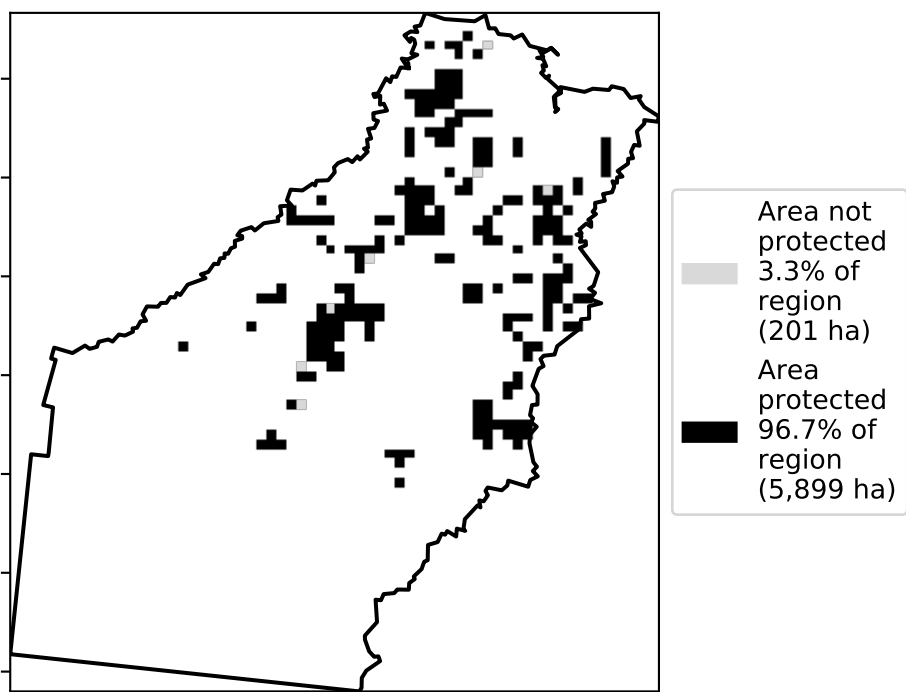 Area not
protected
3.3% of
region
(201 ha)
Area
protected
96.7% of
region
(5,899 ha)